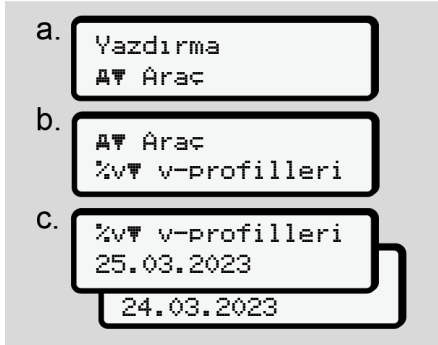 a.
Yazdırma
A▼ Araç
b.
A▼ Araç
%v▼ v-profilleri
c.
%v▼ v-profilleri
25.03.2023
24.03.2023